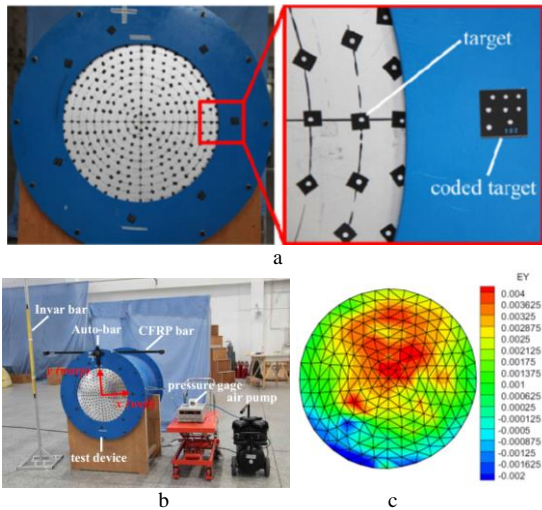 target
coded target
a
Invar bar
Auto-bar
CFRP bar
pressure gage
air pump
test device
b
EY
0.004
0.003625
0.00325
0.002875
0.0025
0.002125
0.00175
0.001375
0.001
0.000625
0.00025
-0.000125
-0.0005
-0.000875
-0.00125
-0.001625
-0.002
c